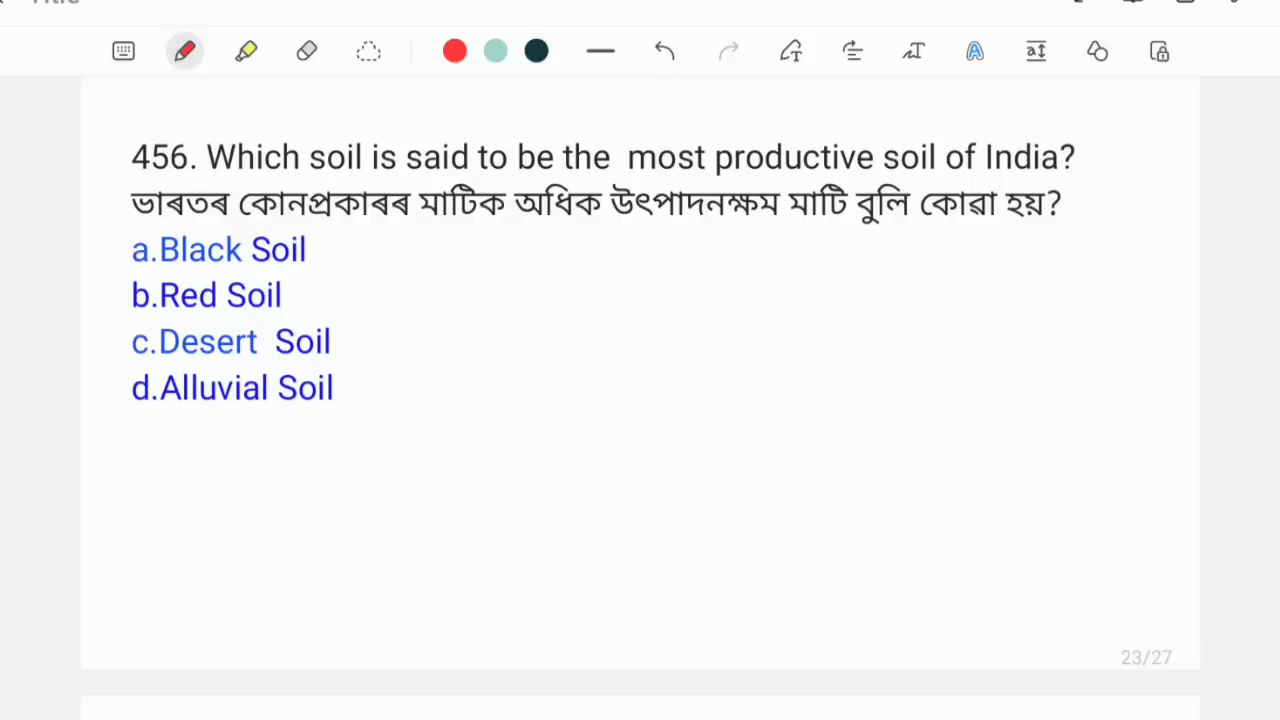 456. Which soil is said to be the most productive soil of India?
ভাৰতৰ কোনপ্ৰকাৰৰ মাটিক অধিক উৎপাদনক্ষম মাটি বুলি কোৱা হয়?
a.Black Soil
b.Red Soil
c.Desert Soil
d.Alluvial Soil
23/27